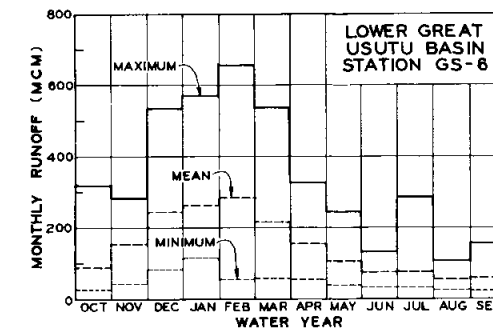 LOWER GREAT
USUTU BASIN
STATION GS-6
MONTHLY RUNOFF (MCM)
800
600
400
200
0
MAXIMUM
MEAN
MINIMUM
OCT NOV DEC JAN FEB MAR APR MAY JUN JUL AUG SE
WATER YEAR